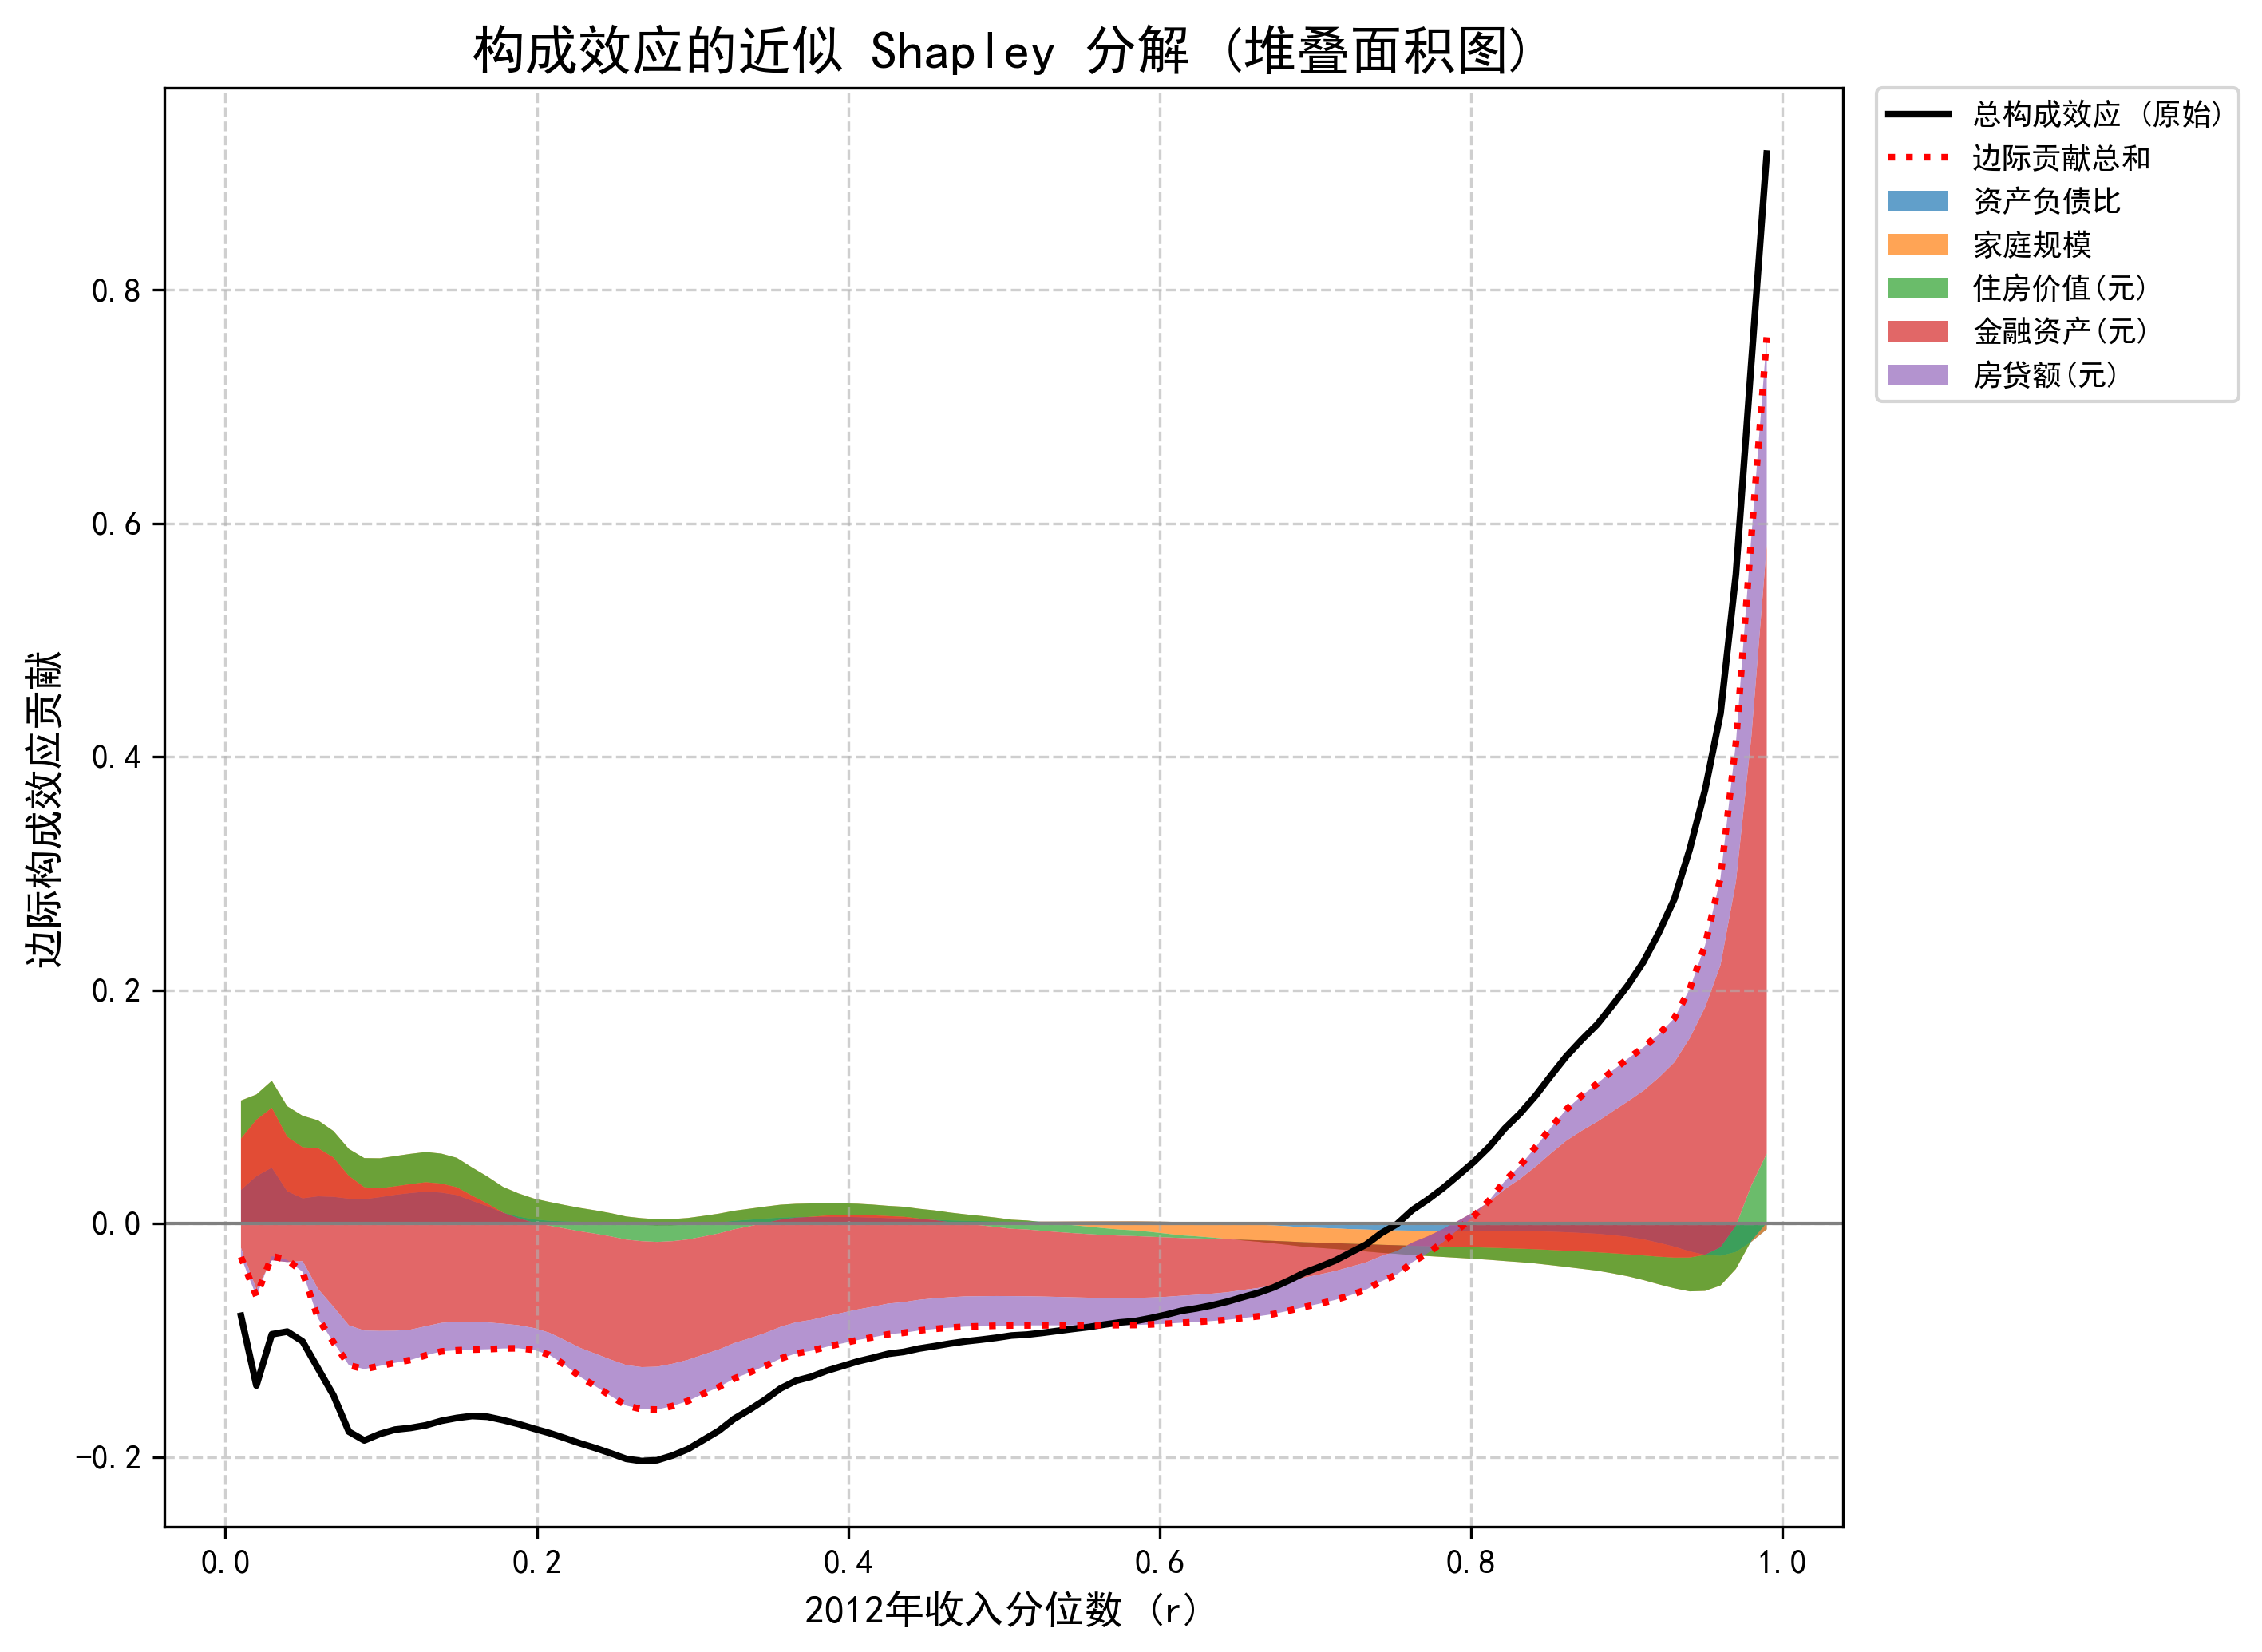 构成效应的近似 Shapley 分解 (堆叠面积图)
总构成效应 (原始)
边际贡献总和
资产负债比
家庭规模
住房价值(元)
金融资产(元)
房贷额(元)
边际构成效应贡献
0.8
0.6
0.4
0.2
0.0
−0.2
0.0 0.2 0.4 0.6 0.8 1.0
2012年收入分位数 (r)